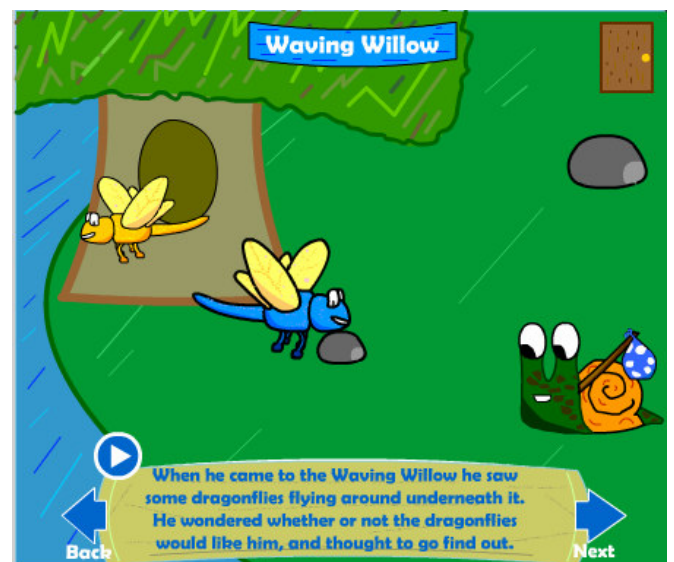 Waving Willow
When he came to the Waving Willow he saw
some dragonflies flying around underneath it.
He wondered whether or not the dragonflies
would like him, and thought to go find out.
Back
Next